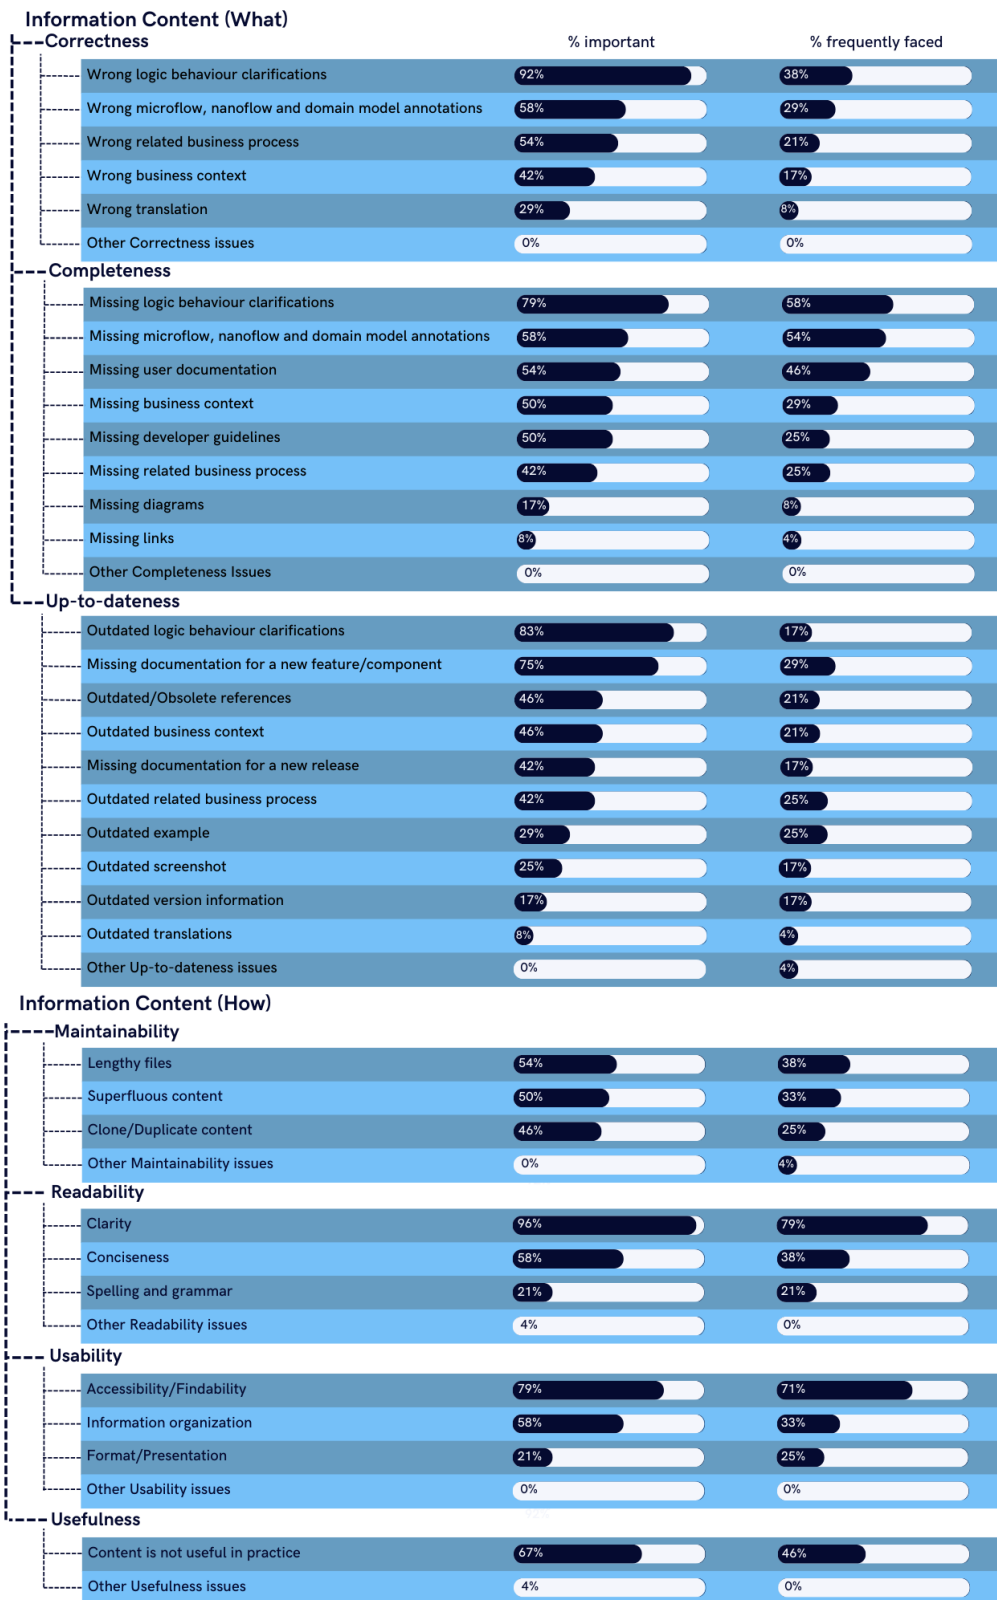 Information Content (What)
Correctness % important % frequently faced
Wrong logic behaviour clarifications 92% 38%
Wrong microflow, nanoflow and domain model annotations 58% 29%
Wrong related business process 54% 21%
Wrong business context 42% 17%
Wrong translation 29% 8%
Other Correctness issues 0% 0%
Completeness
Missing logic behaviour clarifications 79% 58%
Missing microflow, nanoflow and domain model annotations 58% 54%
Missing user documentation 54% 46%
Missing business context 50% 29%
Missing developer guidelines 50% 25%
Missing related business process 42% 25%
Missing diagrams 17% 8%
Missing links 8% 4%
Other Completeness Issues 0% 0%
Up-to-dateness
Outdated logic behaviour clarifications 83% 17%
Missing documentation for a new feature/component 75% 29%
Outdated/Obsolete references 46% 21%
Outdated business context 46% 21%
Missing documentation for a new release 42% 17%
Outdated related business process 42% 25%
Outdated example 29% 25%
Outdated screenshot 25% 17%
Outdated version information 17% 17%
Outdated translations 8% 4%
Other Up-to-dateness issues 0% 4%
Information Content (How)
Maintainability
Lengthy files 54% 38%
Superfluous content 50% 33%
Clone/Duplicate content 46% 25%
Other Maintainability issues 0% 4%
Readability
Clarity 96% 79%
Conciseness 58% 38%
Spelling and grammar 21% 21%
Other Readability issues 4% 0%
Usability
Accessibility/Findability 79% 71%
Information organization 58% 33%
Format/Presentation 21% 25%
Other Usability issues 0% 0%
Usefulness
Content is not useful in practice 67% 46%
Other Usefulness issues 4% 0%